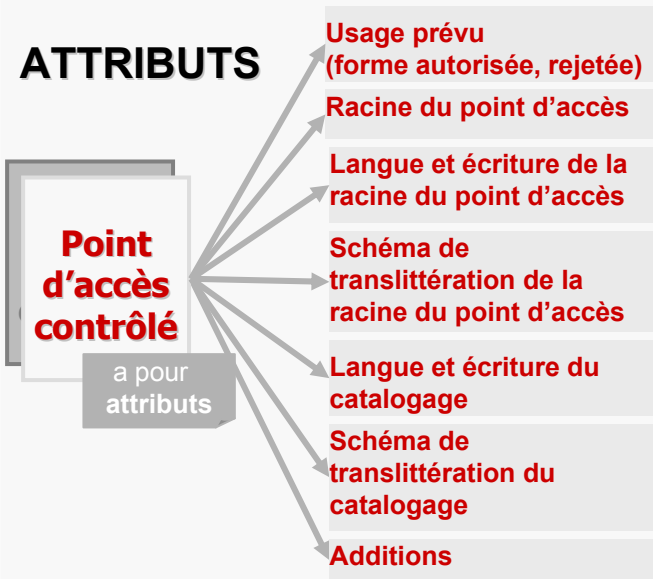 ATTRIBUTS
Point
d'accès
contrôlé
a pour
attributs
Usage prévu
(forme autorisée, rejetée)
Racine du point d'accès
Langue et écriture de la
racine du point d'accès
Schéma de
translittération de la
racine du point d'accès
Langue et écriture du
catalogage
Schéma de
translittération du
catalogage
Additions